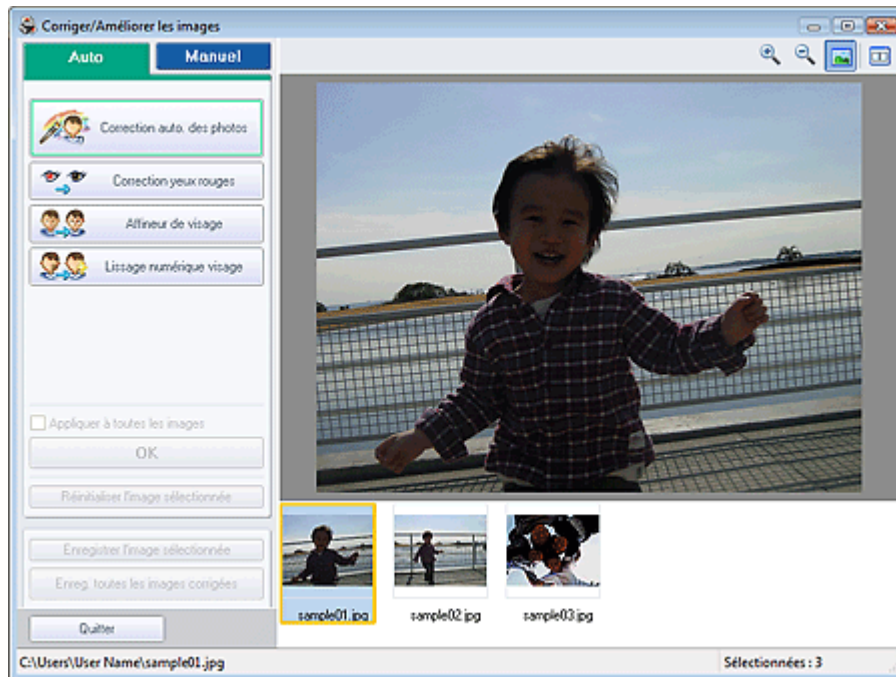 Corriger/Améliorer les images
Auto
Manuel
Correction auto. des photos
Correction yeux rouges
Affineur de visage
Lissage numérique visage
Appliquer à toutes les images
OK
Réinitialiser l'image sélectionnée
Enregistrer l'image sélectionnée
Enreg. toutes les images corrigées
Quitter
sample01.jpg
sample02.jpg
sample03.jpg
C:\Users\User Name\sample01.jpg
Sélectionnées : 3